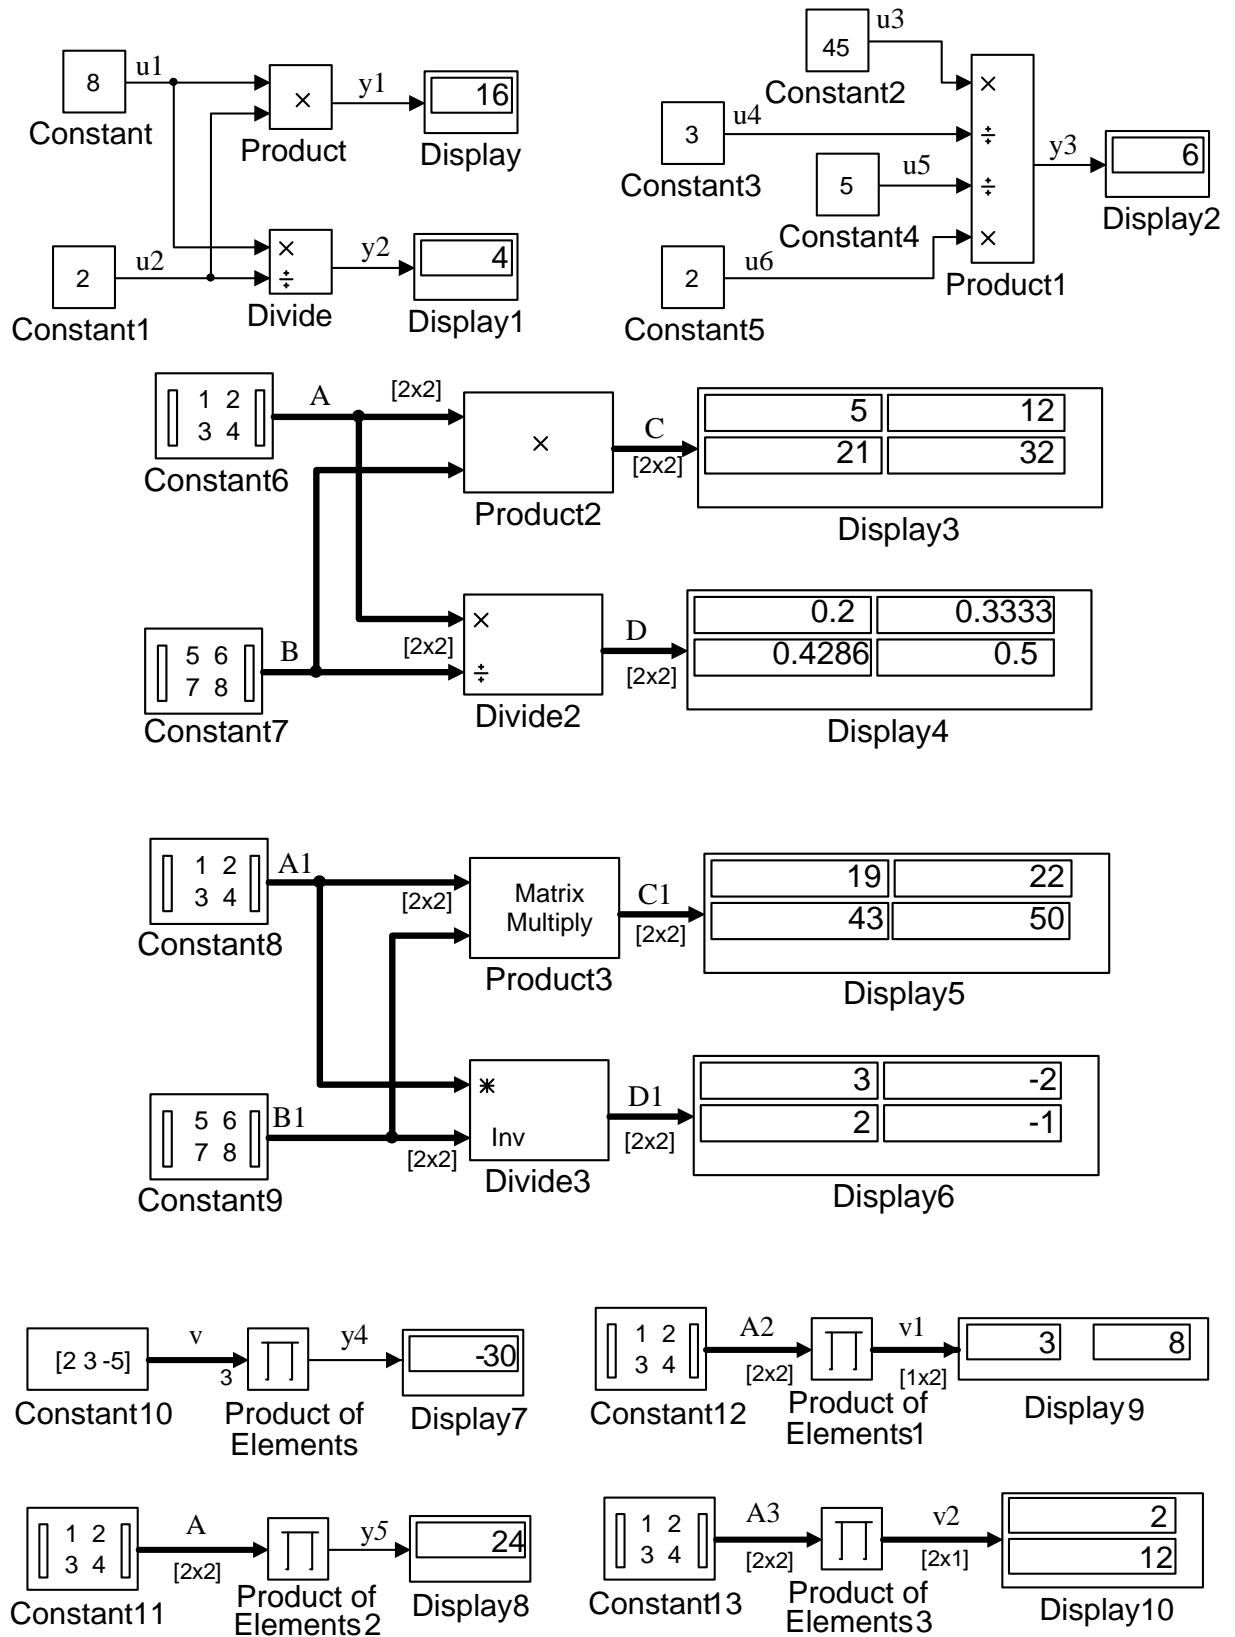 8
u1
Constant
×
Product
y1
16
Display
2
u2
Constant1
×
÷
Divide
y2
4
Display1
45
u3
Constant2
3
u4
Constant3
5
u5
Constant4
2
u6
Constant5
×
÷
÷
×
Product1
y3
6
Display2
1 2
3 4
Constant6
A
[2x2]
×
Product2
C
[2x2]
5 12
21 32
Display3
5 6
7 8
Constant7
B
[2x2]
×
÷
Divide2
D
[2x2]
0.2 0.3333
0.4286 0.5
Display4
1 2
3 4
Constant8
A1
[2x2]
Matrix
Multiply
Product3
C1
[2x2]
19 22
43 50
Display5
5 6
7 8
Constant9
B1
[2x2]
*
Inv
Divide3
D1
[2x2]
3 -2
2 -1
Display6
[2 3 -5]
Constant10
v
3
Product of
Elements
y4
-30
Display7
1 2
3 4
Constant12
A2
[2x2]
Product of
Elements1
v1
[1x2]
3 8
Display9
1 2
3 4
Constant11
A
[2x2]
Product of
Elements2
y5
24
Display8
1 2
3 4
Constant13
A3
[2x2]
Product of
Elements3
v2
[2x1]
2
12
Display10